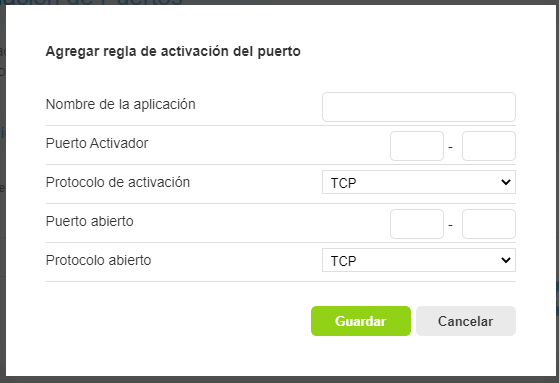 Agregar regla de activación del puerto
Nombre de la aplicación
Puerto Activador -
Protocolo de activación TCP
Puerto abierto -
Protocolo abierto TCP
Guardar Cancelar